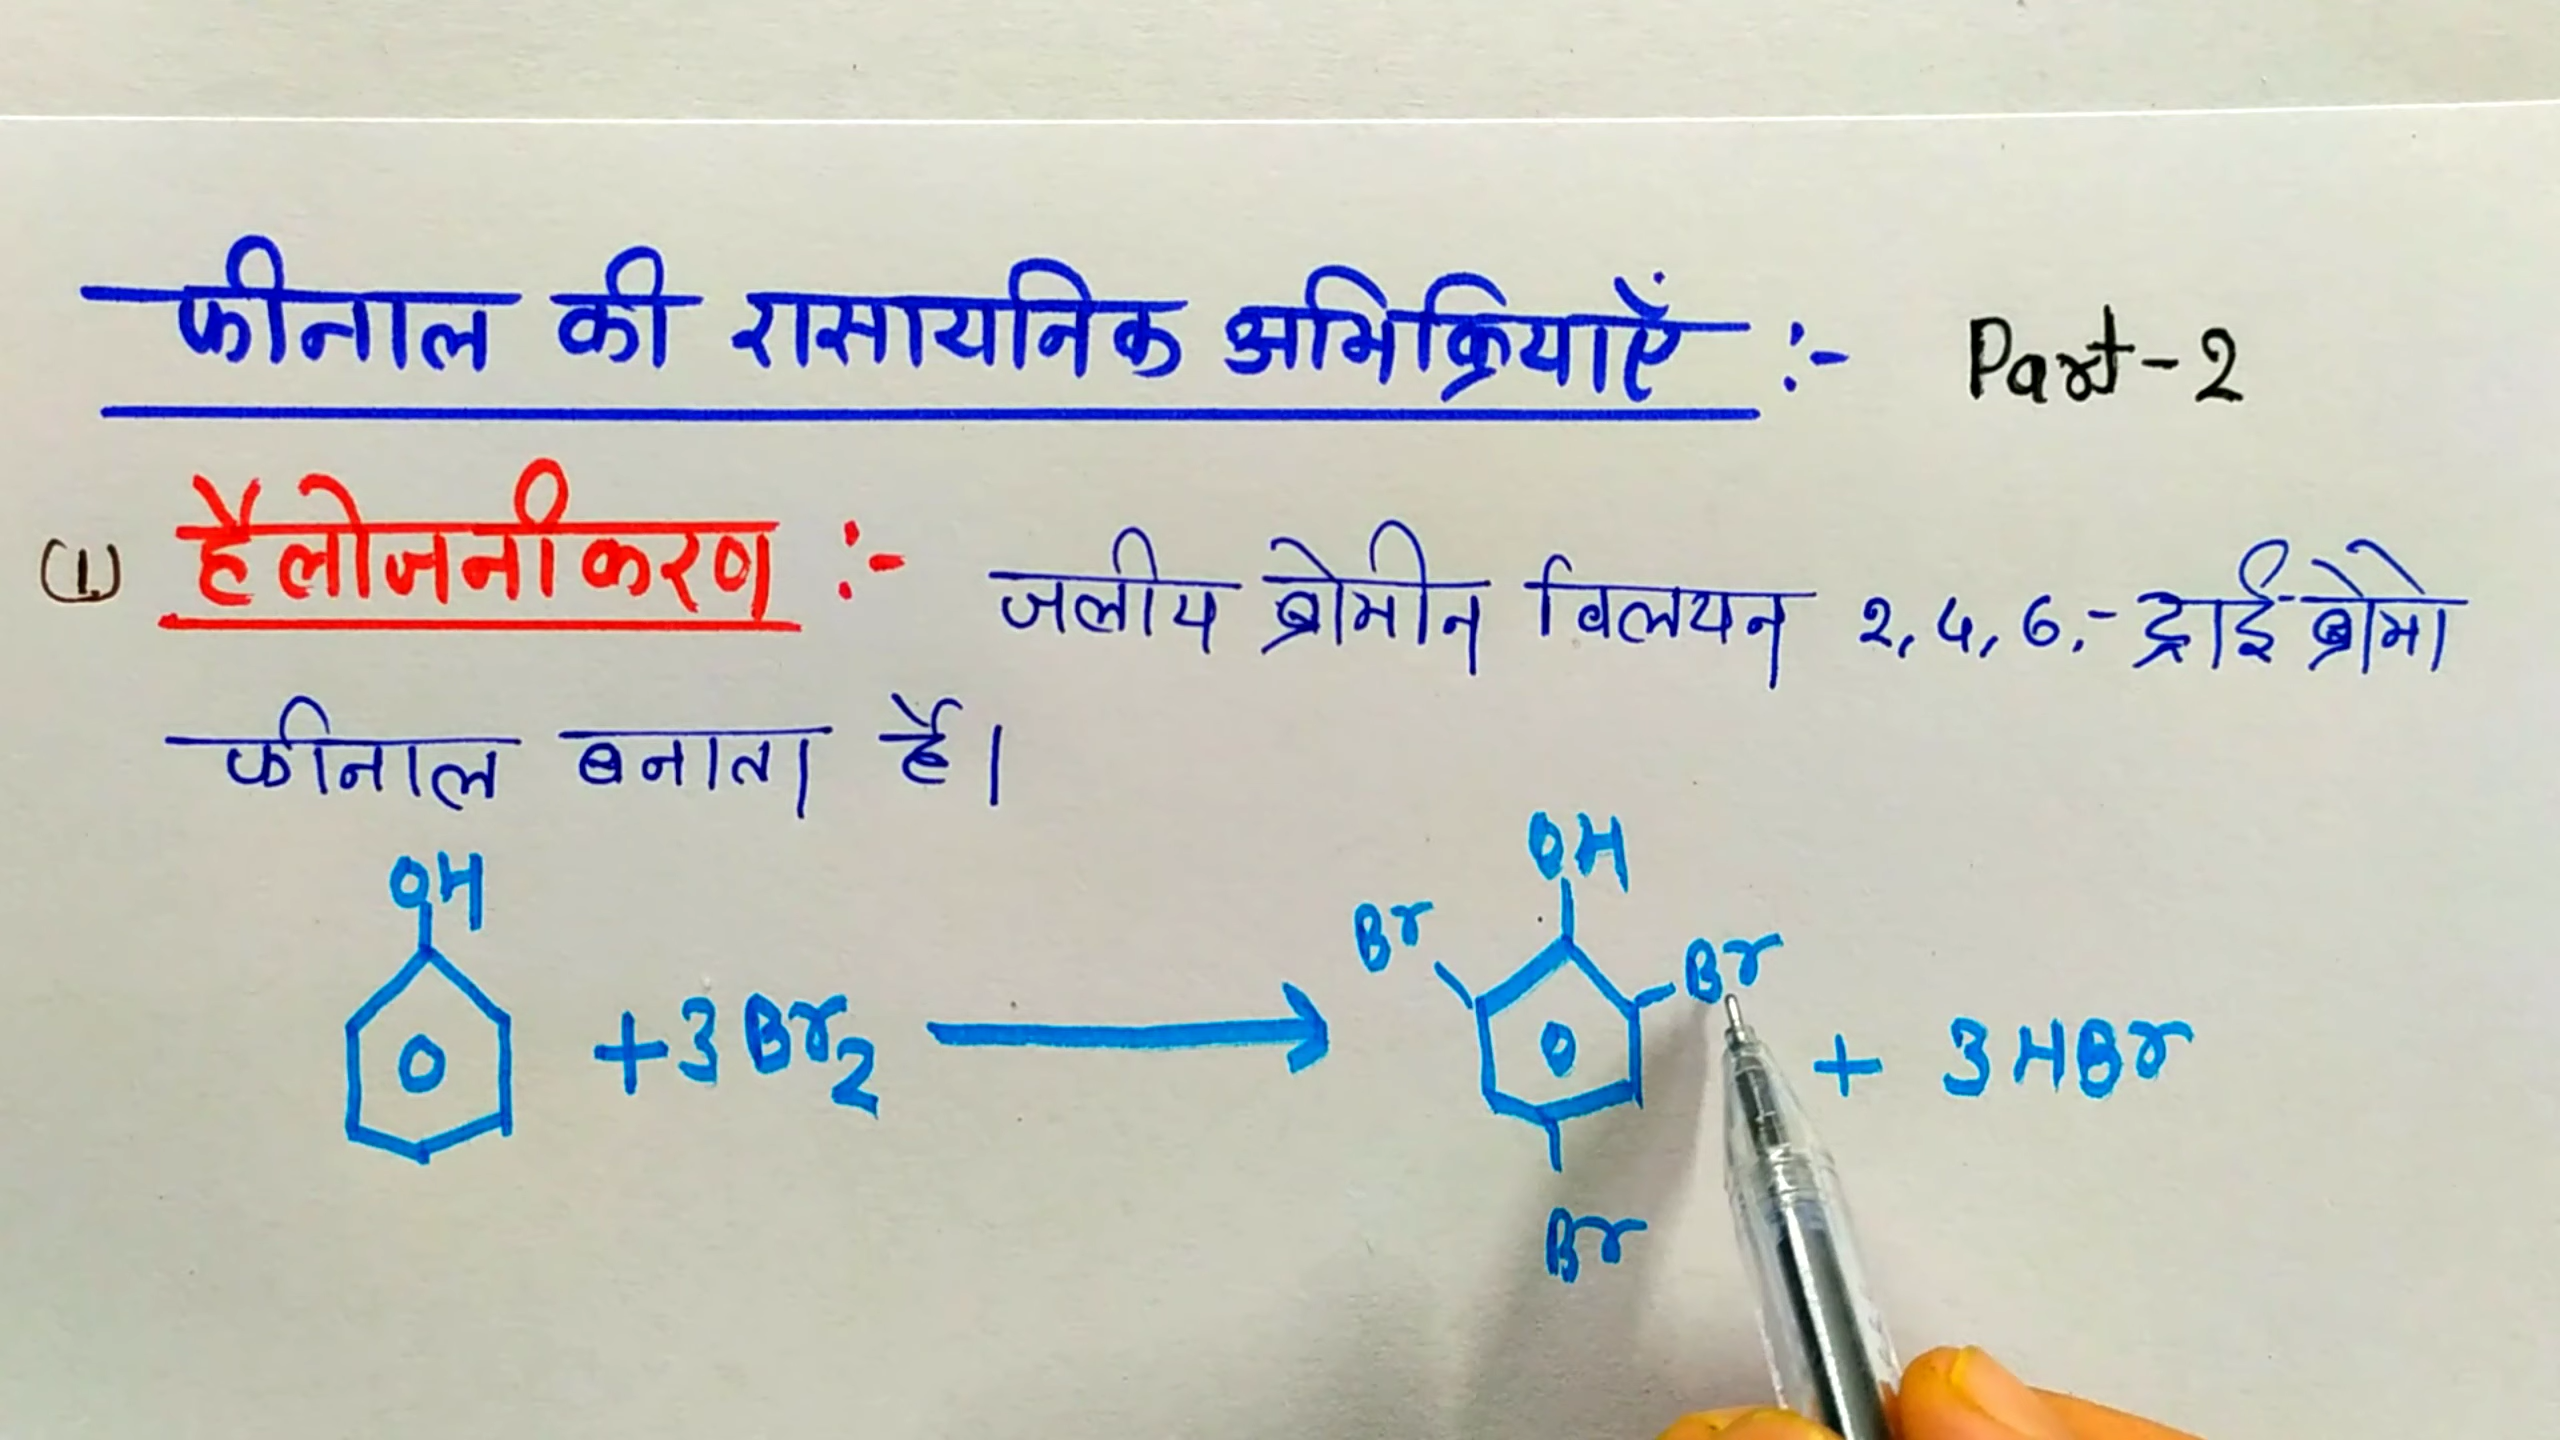 फीनाल की रासायनिक अभिक्रियाएँ :- Part-2
(1) हैलोजनीकरण :- जलीय ब्रोमीन विलयन 2,4,6,- ट्राई ब्रोमो
फीनाल बनाता है।
OH
OH
Br
Br
+3Br2
+ 3HBr
Br